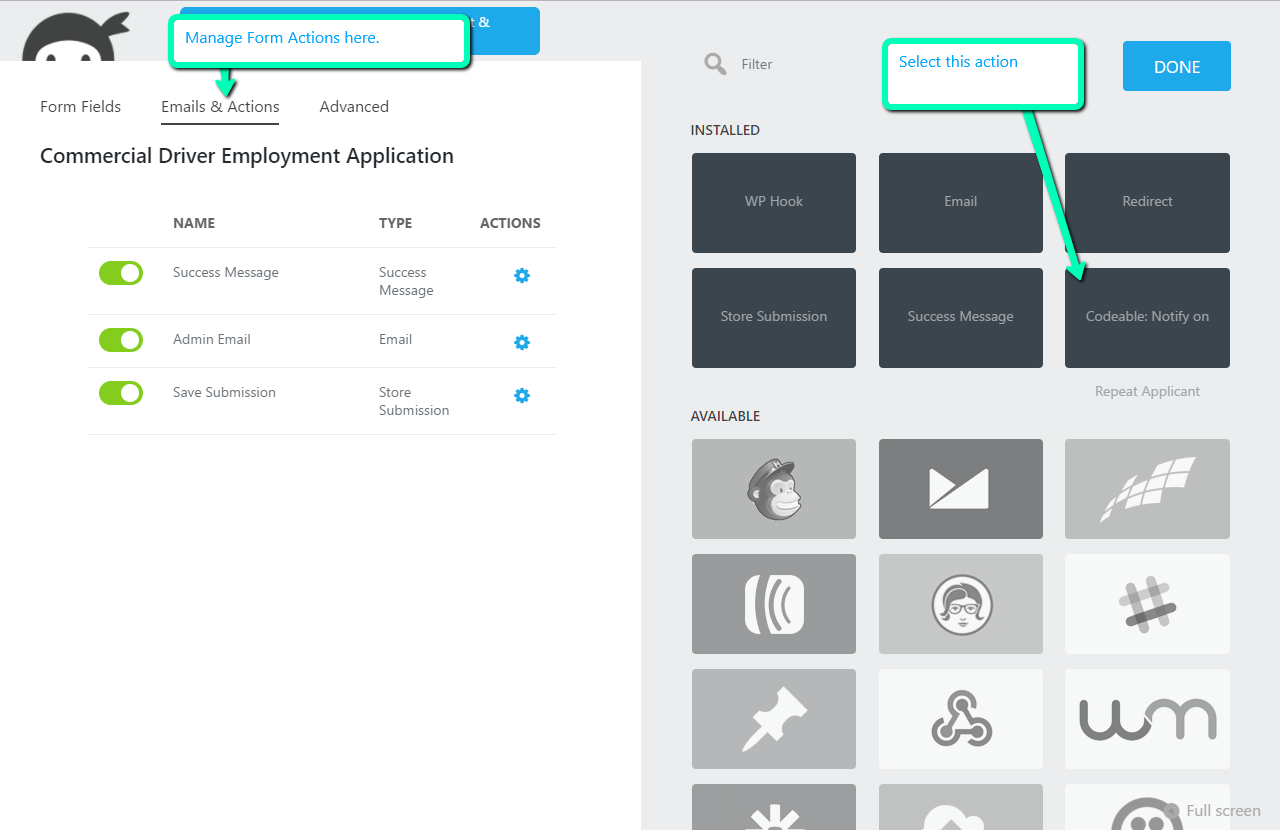 &
Manage Form Actions here.
Filter
Select this action
DONE
Form Fields
Emails & Actions
Advanced
INSTALLED
Commercial Driver Employment Application
WP Hook
Email
Redirect
NAME
TYPE
ACTIONS
Success Message
Success
Message
Admin Email
Email
Save Submission
Store
Submission
Store Submission
Success Message
Codeable: Notify on
Repeat Applicant
AVAILABLE
wm
Full screen